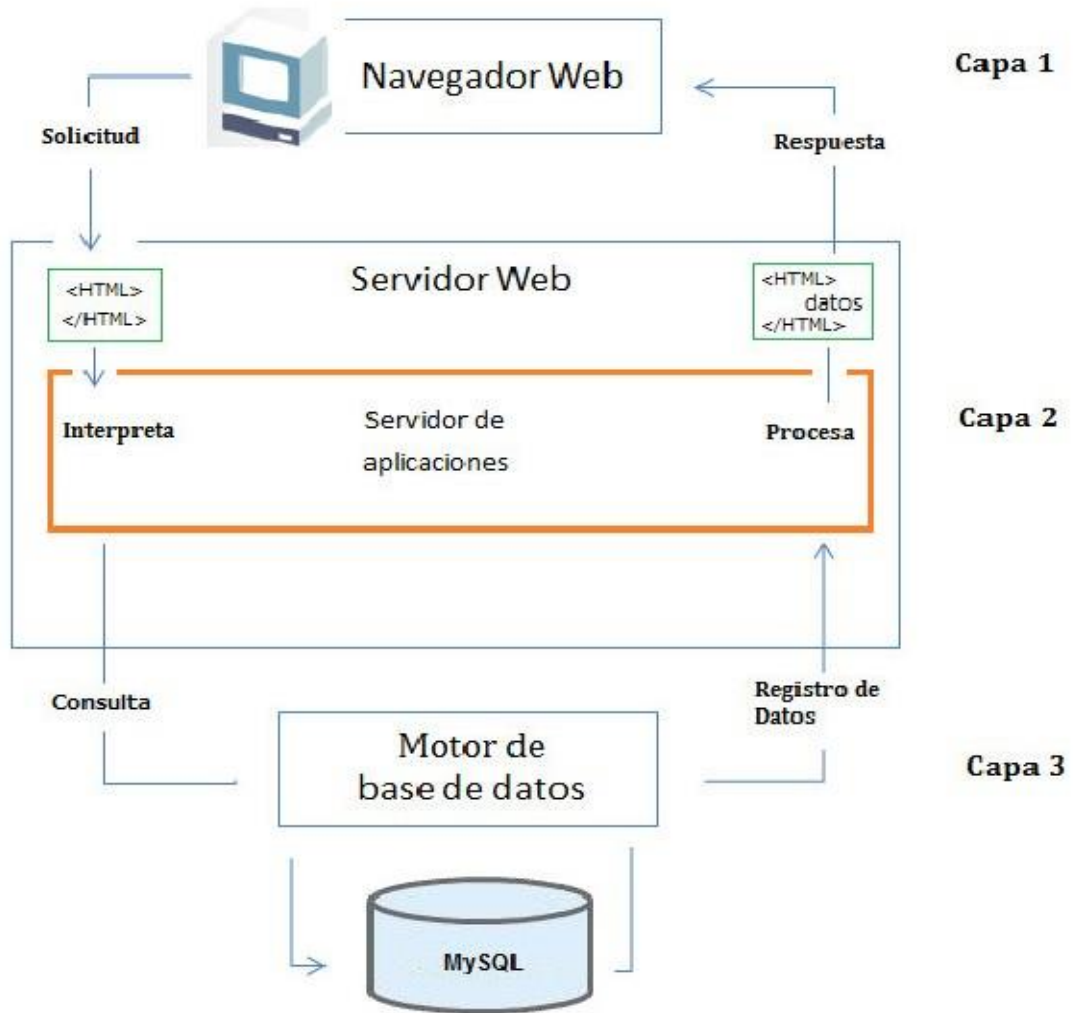 Navegador Web
Capa 1
Solicitud
Respuesta
Servidor Web
<HTML>
</HTML>
<HTML>
datos
</HTML>
Interpreta
Servidor de
aplicaciones
Procesa
Capa 2
Consulta
Registro de
Datos
Motor de
base de datos
Capa 3
MySQL